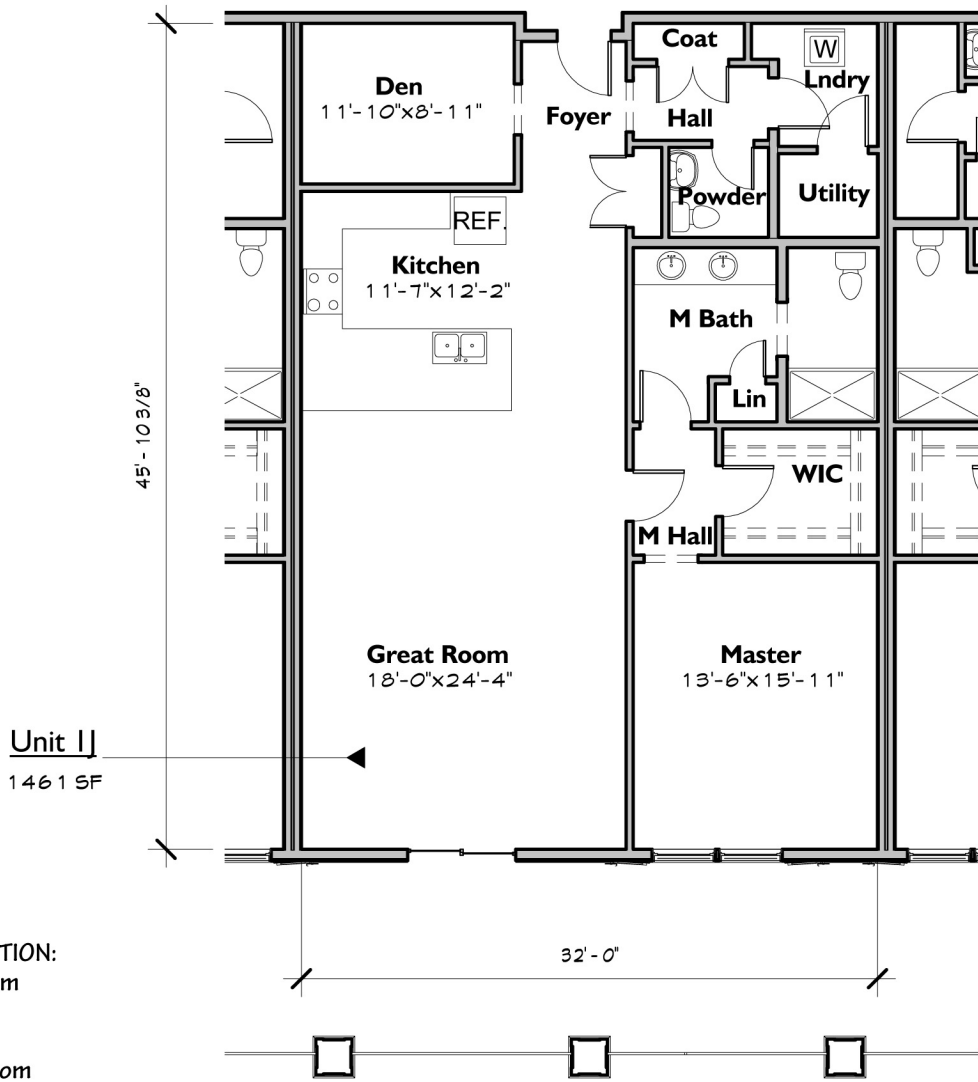 Coat
W
Lndry
Den
11'-10"x8'-11"
Foyer
Hall
Powder
Utility
REF.
Kitchen
11'-7"x12'-2"
M Bath
Lin
45'-10 3/8"
WIC
M Hall
Great Room
18'-0"x24'-4"
Master
13'-6"x15'-11"
Unit 1J
1461 SF
32'-0"
TION:
m
om